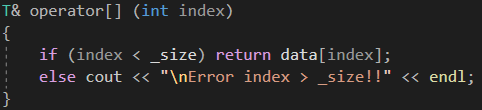 T& operator[] (int index)
{
if (index < _size) return data[index];
else cout << "\nError index > _size!!" << endl;
}